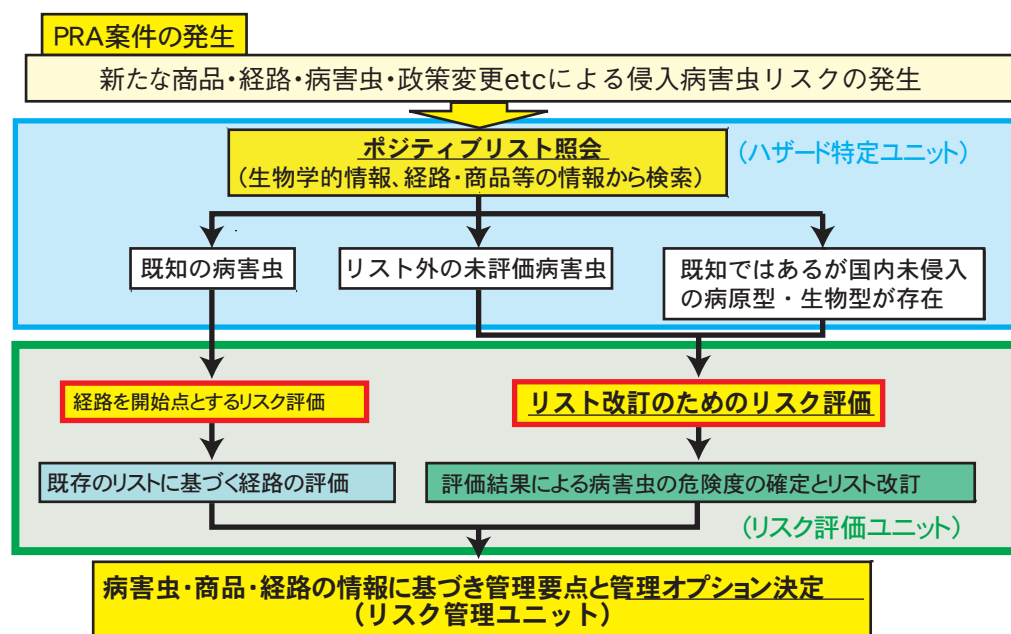 PRA案件の発生
新たな商品・経路・病害虫・政策変更etcによる侵入病害虫リスクの発生
ポジティブリスト照会
(生物学的情報、経路・商品等の情報から検索)
(ハザード特定ユニット)
既知の病害虫
リスト外の未評価病害虫
既知ではあるが国内未侵入
の病原型・生物型が存在
経路を開始点とするリスク評価
リスト改訂のためのリスク評価
既存のリストに基づく経路の評価
評価結果による病害虫の危険度の確定とリスト改訂
(リスク評価ユニット)
病害虫・商品・経路の情報に基づき管理要点と管理オプション決定
(リスク管理ユニット)